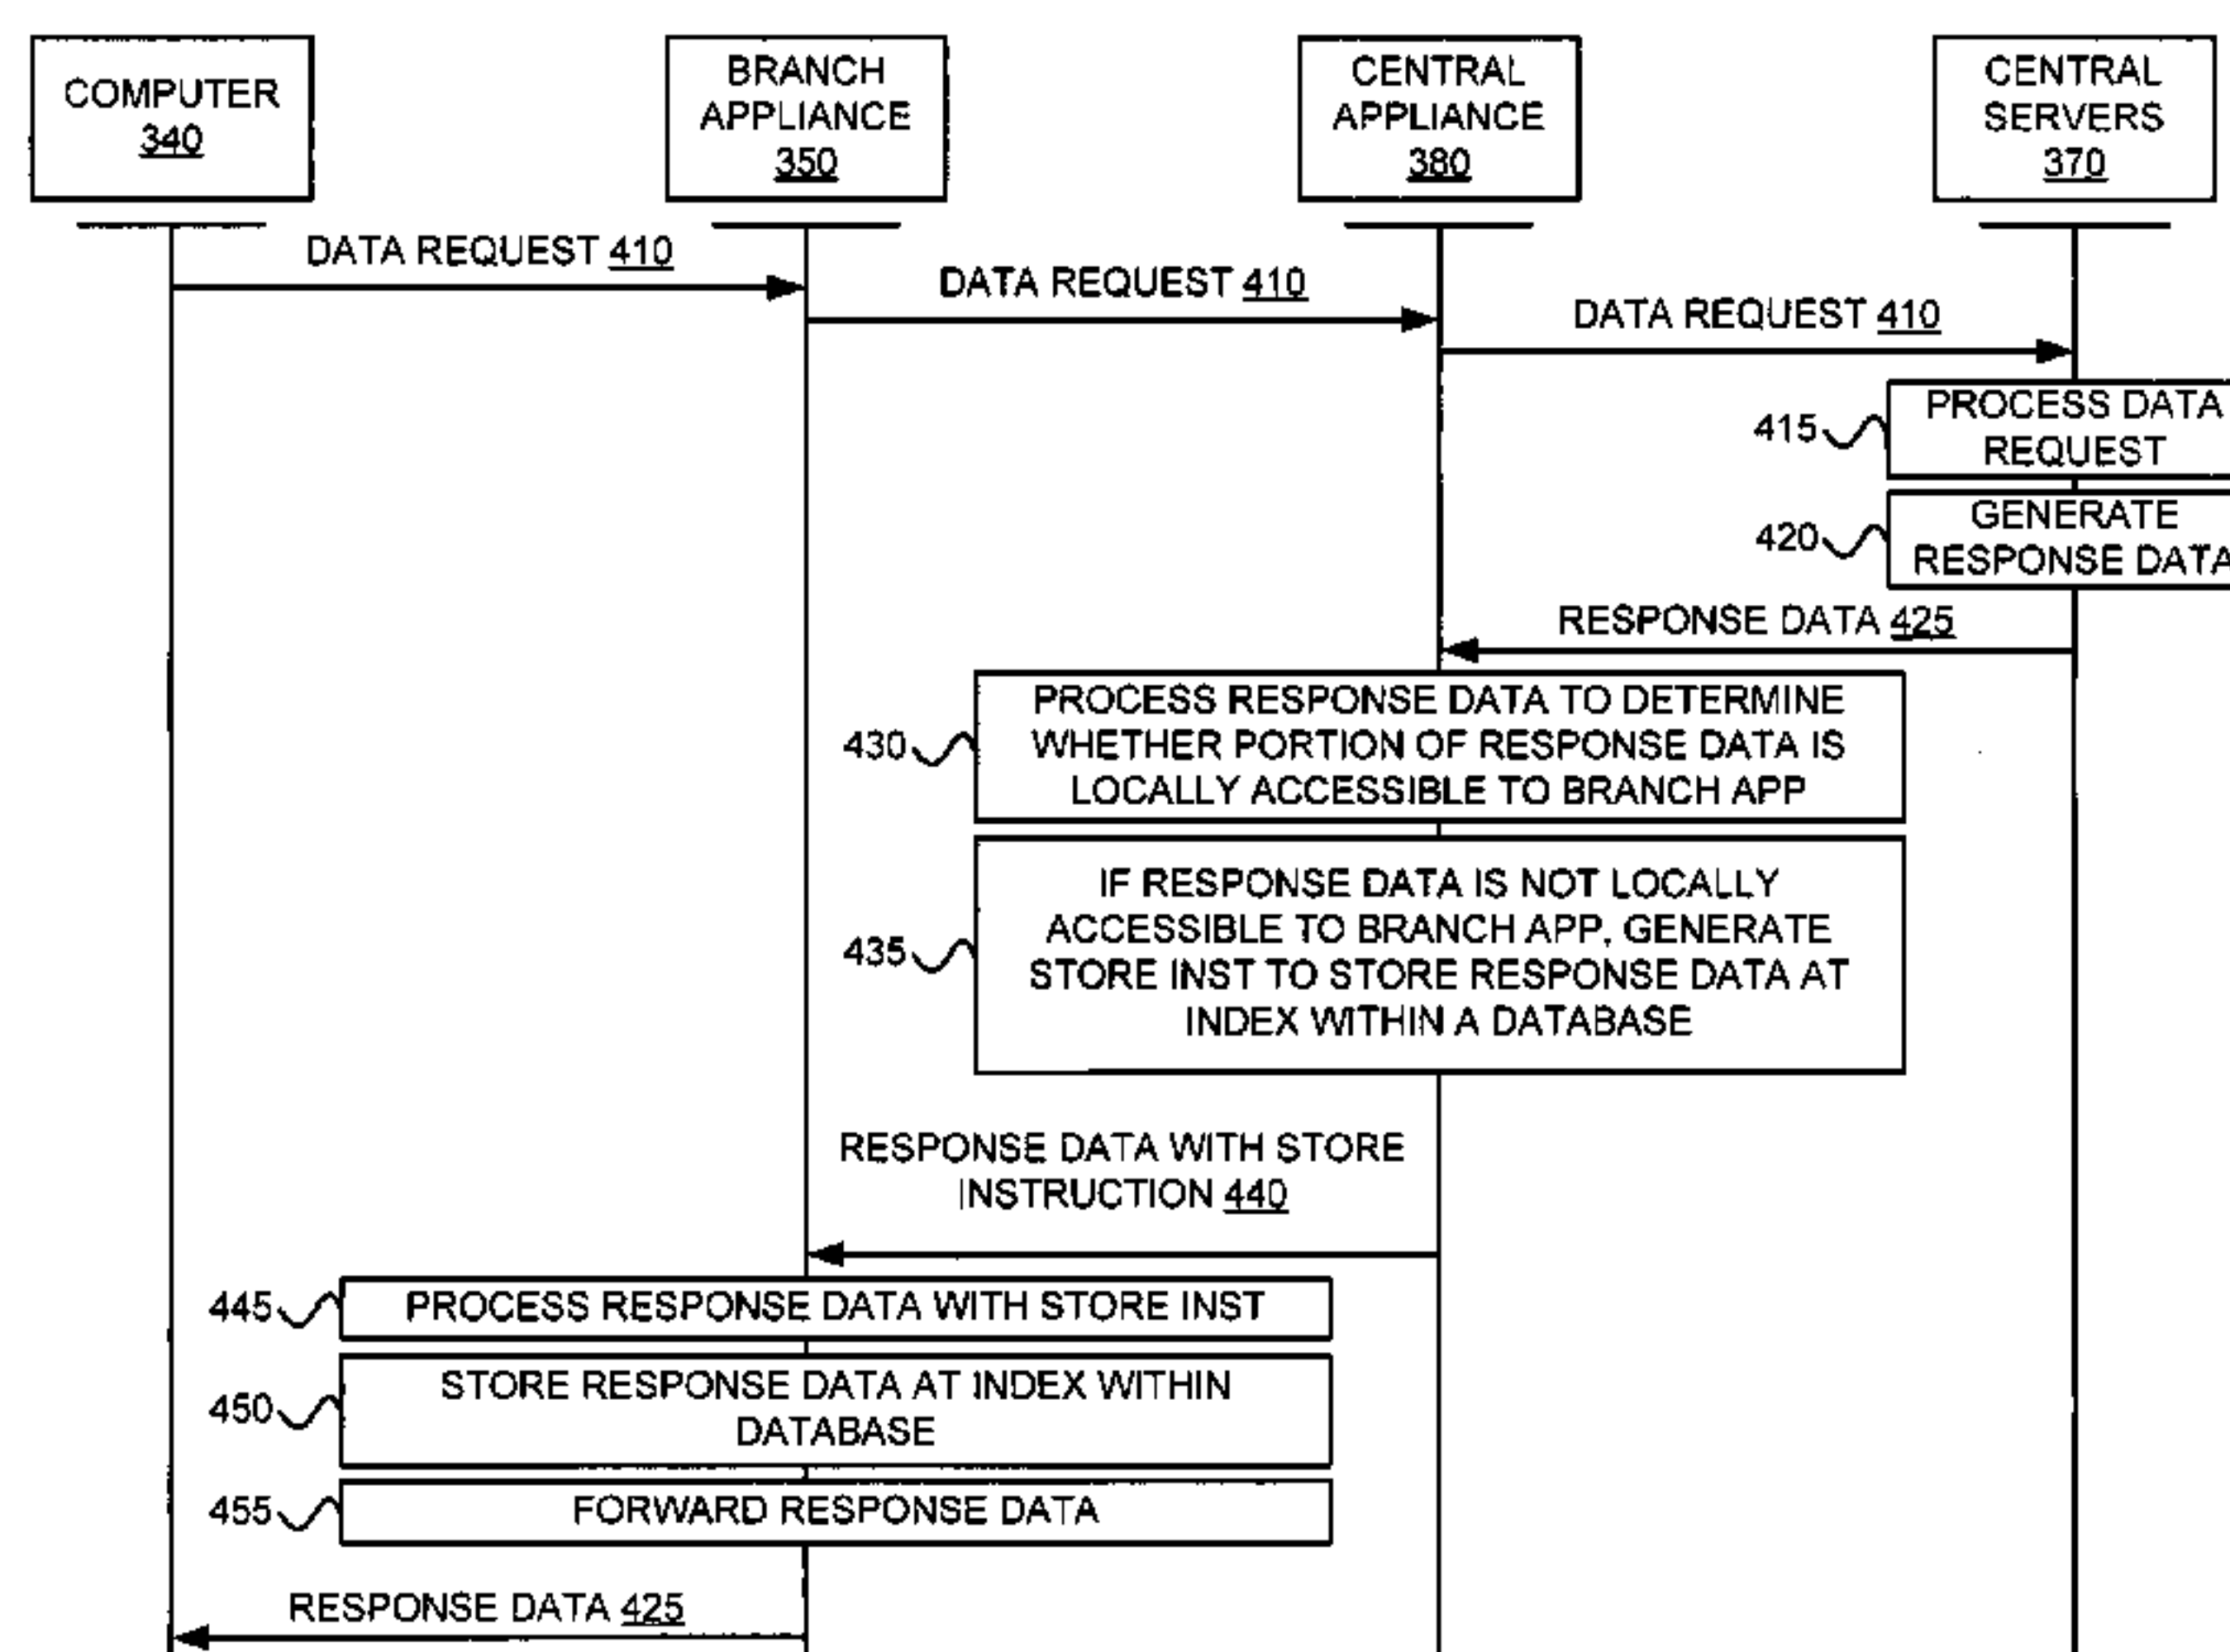 COMPUTER
340
BRANCH
APPLIANCE
350
CENTRAL
APPLIANCE
380
CENTRAL
SERVERS
370
DATA REQUEST 410
DATA REQUEST 410
DATA REQUEST 410
415
PROCESS DATA
REQUEST
420
GENERATE
RESPONSE DATA
RESPONSE DATA 425
430
PROCESS RESPONSE DATA TO DETERMINE
WHETHER PORTION OF RESPONSE DATA IS
LOCALLY ACCESSIBLE TO BRANCH APP
435
IF RESPONSE DATA IS NOT LOCALLY
ACCESSIBLE TO BRANCH APP, GENERATE
STORE INST TO STORE RESPONSE DATA AT
INDEX WITHIN A DATABASE
RESPONSE DATA WITH STORE
INSTRUCTION 440
445
PROCESS RESPONSE DATA WITH STORE INST
450
STORE RESPONSE DATA AT INDEX WITHIN
DATABASE
455
FORWARD RESPONSE DATA
RESPONSE DATA 425